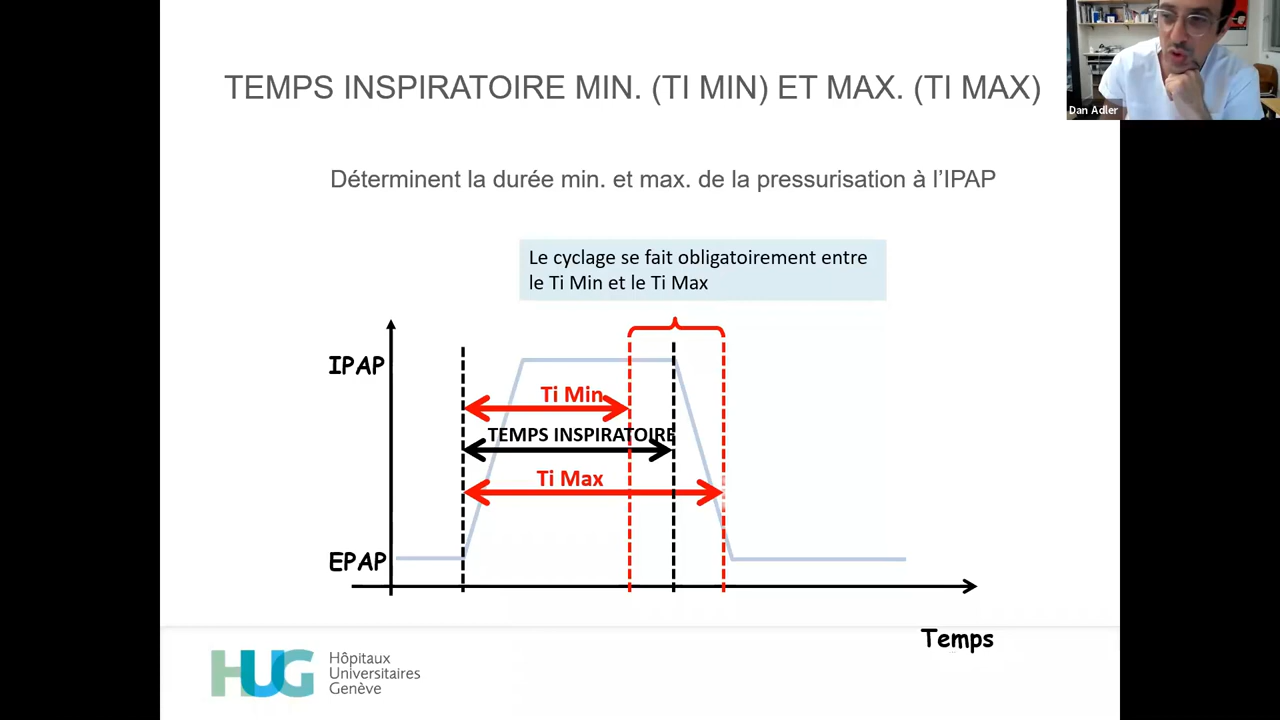 TEMPS INSPIRATOIRE MIN. (TI MIN) ET MAX. (TI MAX)
Dan Adler
Déterminent la durée min. et max. de la pressurisation à l’IPAP
Le cyclage se fait obligatoirement entre
le Ti Min et le Ti Max
IPAP
Ti Min
TEMPS INSPIRATOIRE
Ti Max
EPAP
Temps
HUG
Hôpitaux
Universitaires
Genève